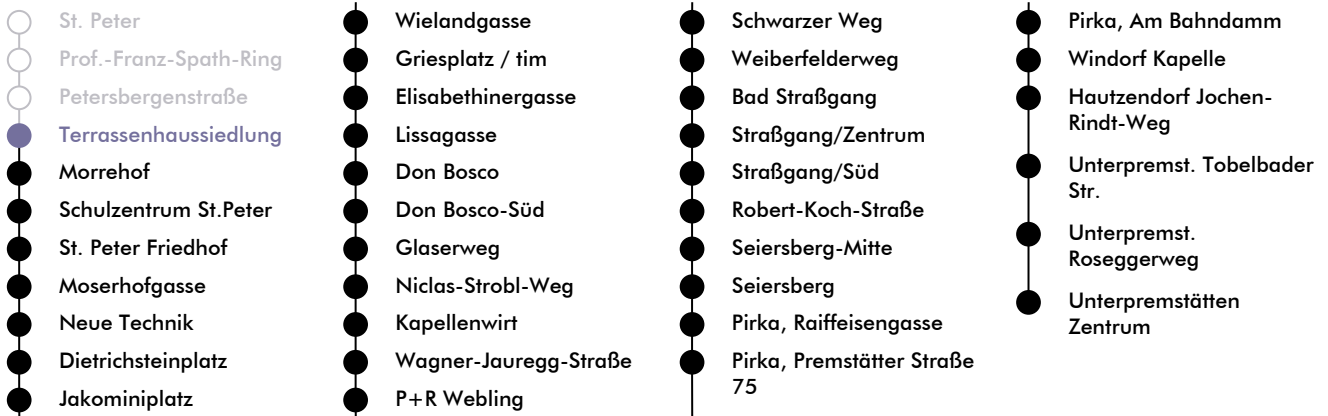 St. Peter
Prof.-Franz-Spath-Ring
Petersbergenstraße
Terrassenhaussiedlung
Morrehof
Schulzentrum St.Peter
St. Peter Friedhof
Moserhofgasse
Neue Technik
Dietrichsteinplatz
Jakominiplatz
Wielandgasse
Griesplatz / tim
Elisabethinergasse
Lissagasse
Don Bosco
Don Bosco-Süd
Glaserweg
Niclas-Strobl-Weg
Kapellenwirt
Wagner-Jauregg-Straße
P+R Webling
Schwarzer Weg
Weiberfelderweg
Bad Straßgang
Straßgang/Zentrum
Straßgang/Süd
Robert-Koch-Straße
Seiersberg-Mitte
Seiersberg
Pirka, Raiffeisengasse
Pirka, Premstätter Straße
75
Pirka, Am Bahndamm
Windorf Kapelle
Hautzendorf Jochen-
Rindt-Weg
Unterpremst. Tobelbader
Str.
Unterpremst.
Roseggerweg
Unterpremstätten
Zentrum